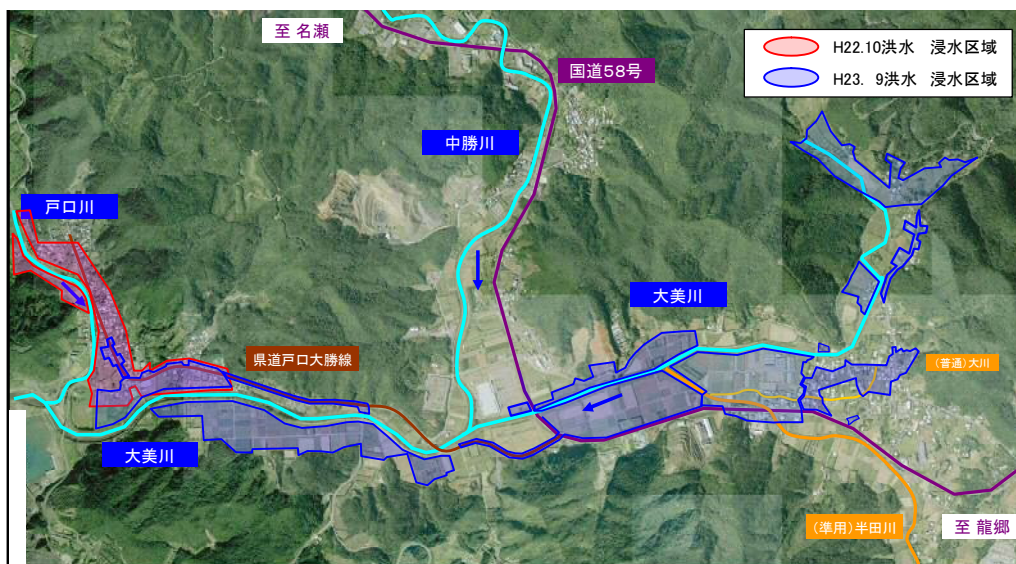 至 名瀬
国道58号
H22.10洪水　浸水区域
H23. 9洪水　浸水区域
中勝川
戸口川
大美川
県道戸口大勝線
(普通)大川
大美川
(準用)半田川
至 龍郷